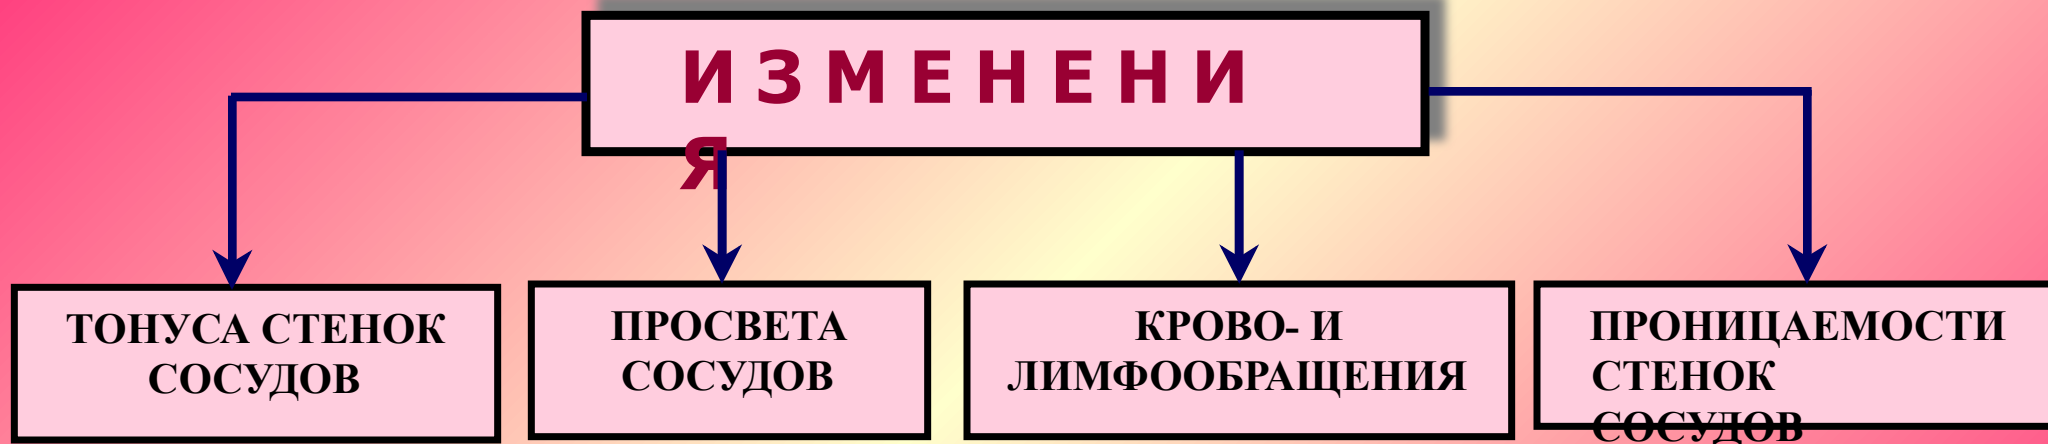 И З М Е Н Е Н И
Я
ТОНУСА СТЕНОК
СОСУДОВ
ПРОСВЕТА
СОСУДОВ
КРОВО- И
ЛИМФООБРАЩЕНИЯ
ПРОНИЦАЕМОСТИ
СТЕНОК
СОСУДОВ